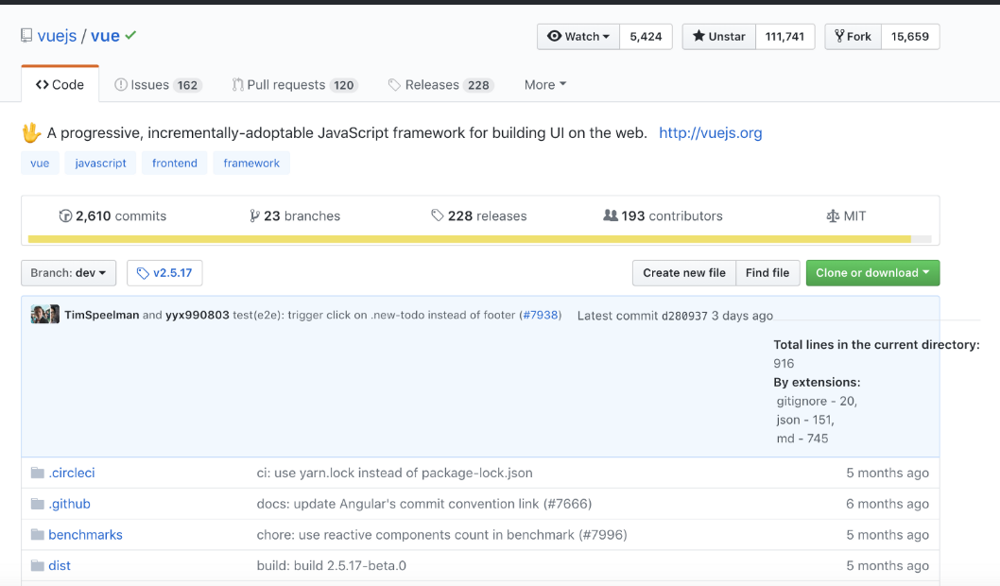 vuejs / vue
Watch 5,424 Unstar 111,741 Fork 15,659
Code Issues 162 Pull requests 120 Releases 228 More
🖖 A progressive, incrementally-adoptable JavaScript framework for building UI on the web. http://vuejs.org
vue javascript frontend framework
2,610 commits 23 branches 228 releases 193 contributors MIT
Branch: dev v2.5.17 Create new file Find file Clone or download
TimSpeelman and yyx990803 test(e2e): trigger click on .new-todo instead of footer (#7938) Latest commit d280937 3 days ago
Total lines in the current directory:
916
By extensions:
gitignore - 20,
json - 151,
md - 745
.circleci ci: use yarn.lock instead of package-lock.json 5 months ago
.github docs: update Angular's commit convention link (#7666) 6 months ago
benchmarks chore: use reactive components count in benchmark (#7996) 5 months ago
dist build: build 2.5.17-beta.0 5 months ago